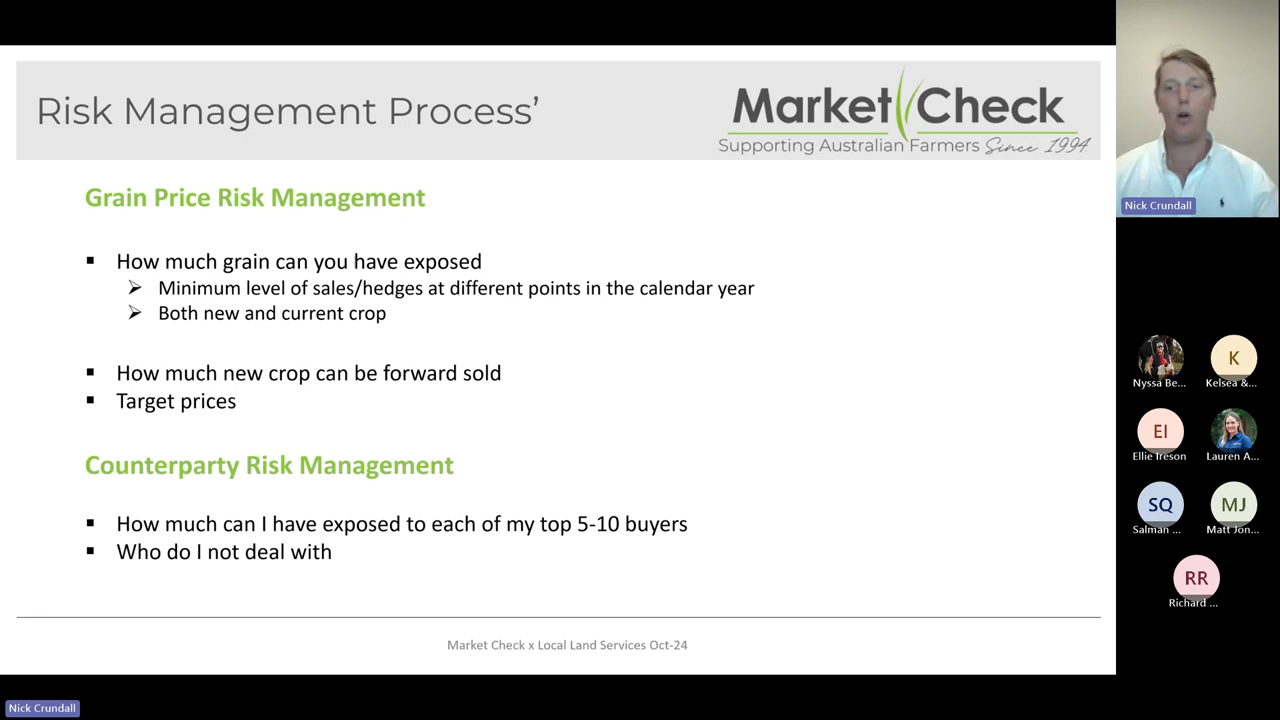 Risk Management Process’
Market Check
Supporting Australian Farmers Since 1994
Grain Price Risk Management
▪ How much grain can you have exposed
➢ Minimum level of sales/hedges at different points in the calendar year
➢ Both new and current crop
▪ How much new crop can be forward sold
▪ Target prices
Counterparty Risk Management
▪ How much can I have exposed to each of my top 5-10 buyers
▪ Who do I not deal with
Market Check x Local Land Services Oct-24
Nick Crundall
Nyssa Be...
K
Kelsea &...
EI
Ellie Ireson
Lauren A...
SQ
Salman ...
MJ
Matt Jon...
RR
Richard ...
Nick Crundall